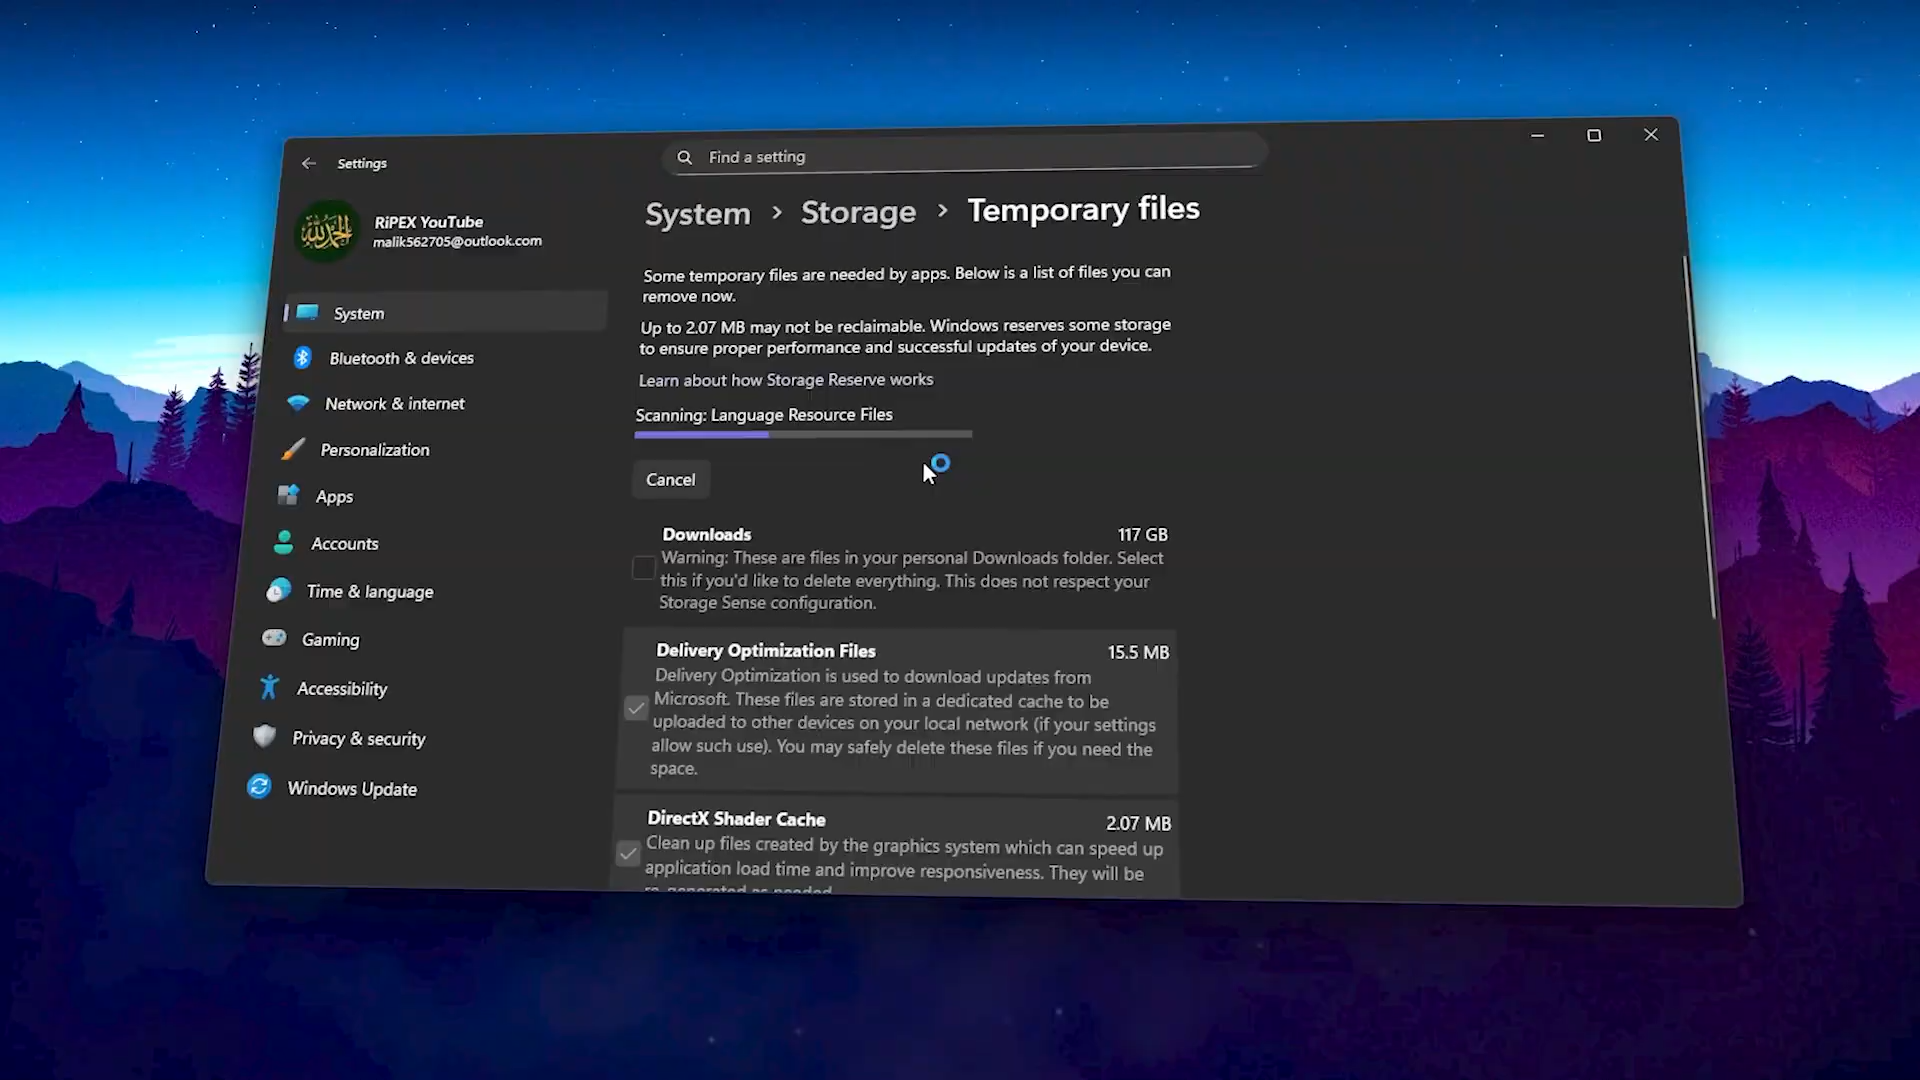 Settings
Find a setting
RiPEX YouTube
malik562705@outlook.com
System
Bluetooth & devices
Network & internet
Personalization
Apps
Accounts
Time & language
Gaming
Accessibility
Privacy & security
Windows Update
System > Storage > Temporary files
Some temporary files are needed by apps. Below is a list of files you can
remove now.
Up to 2.07 MB may not be reclaimable. Windows reserves some storage
to ensure proper performance and successful updates of your device.
Learn about how Storage Reserve works
Scanning: Language Resource Files
Cancel
Downloads 117 GB
Warning: These are files in your personal Downloads folder. Select
this if you'd like to delete everything. This does not respect your
Storage Sense configuration.
Delivery Optimization Files 15.5 MB
Delivery Optimization is used to download updates from
Microsoft. These files are stored in a dedicated cache to be
uploaded to other devices on your local network (if your settings
allow such use). You may safely delete these files if you need the
space.
DirectX Shader Cache 2.07 MB
Clean up files created by the graphics system which can speed up
application load time and improve responsiveness. They will be
re-generated as needed